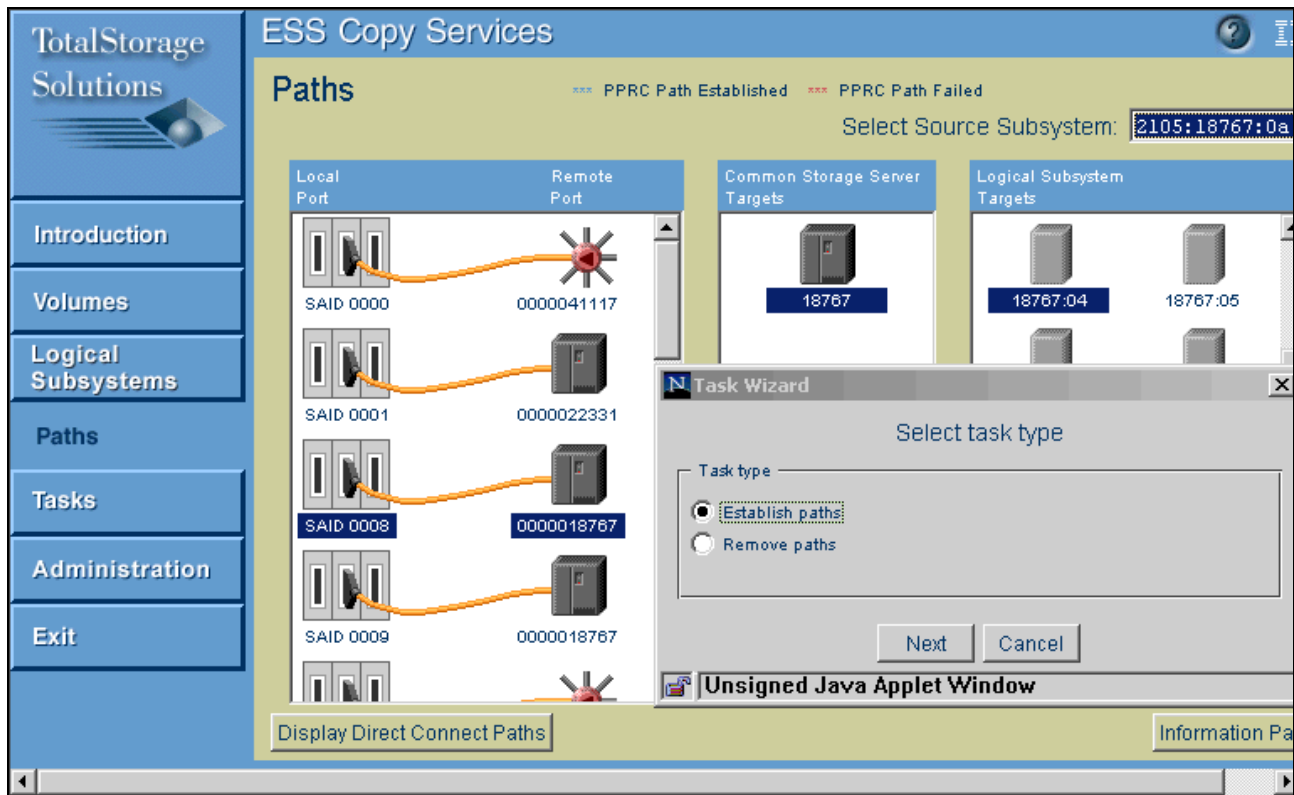 TotalStorage
Solutions
ESS Copy Services
?
Paths
*** PPRC Path Established *** PPRC Path Failed
Select Source Subsystem: 2105:18767:0a
Introduction
Volumes
Logical
Subsystems
Paths
Tasks
Administration
Exit
Local
Port
Remote
Port
SAID 0000 0000041117
SAID 0001 0000022331
SAID 0008 0000018767
SAID 0009 0000018767
Common Storage Server
Targets
18767
Logical Subsystem
Targets
18767:04 18767:05
N Task Wizard
Select task type
Task type
Establish paths
Remove paths
Next Cancel
Unsigned Java Applet Window
Display Direct Connect Paths
Information Pa